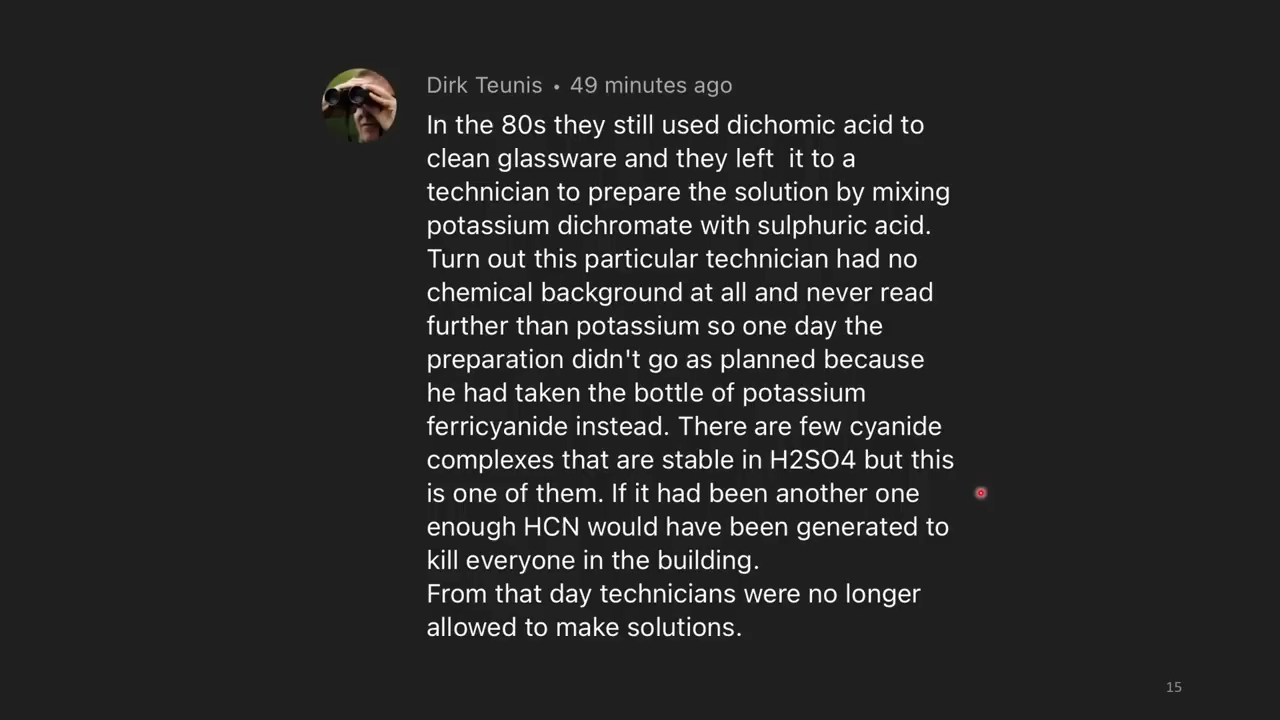 Dirk Teunis • 49 minutes ago
In the 80s they still used dichomic acid to
clean glassware and they left  it to a
technician to prepare the solution by mixing
potassium dichromate with sulphuric acid.
Turn out this particular technician had no
chemical background at all and never read
further than potassium so one day the
preparation didn't go as planned because
he had taken the bottle of potassium
ferricyanide instead. There are few cyanide
complexes that are stable in H2SO4 but this
is one of them. If it had been another one
enough HCN would have been generated to
kill everyone in the building.
From that day technicians were no longer
allowed to make solutions.
15